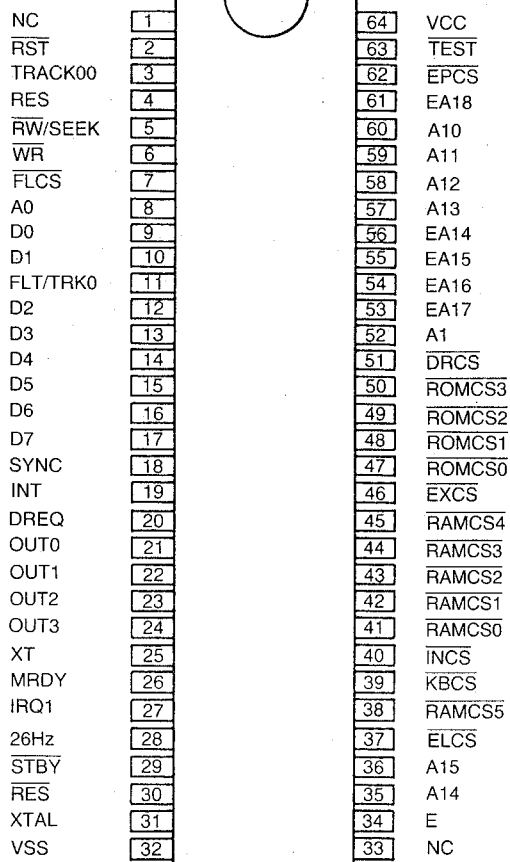 NC 1 64 VCC
RST 2 63 TEST
TRACK00 3 62 EPCS
RES 4 61 EA18
RW/SEEK 5 60 A10
WR 6 59 A11
FLCS 7 58 A12
A0 8 57 A13
D0 9 56 EA14
D1 10 55 EA15
FLT/TRK0 11 54 EA16
D2 12 53 EA17
D3 13 52 A1
D4 14 51 DRCS
D5 15 50 ROMCS3
D6 16 49 ROMCS2
D7 17 48 ROMCS1
SYNC 18 47 ROMCS0
INT 19 46 EXCS
DREQ 20 45 RAMCS4
OUT0 21 44 RAMCS3
OUT1 22 43 RAMCS2
OUT2 23 42 RAMCS1
OUT3 24 41 RAMCS0
XT 25 40 INCS
MRDY 26 39 KBCS
IRQ1 27 38 RAMCS5
26Hz 28 37 ELCS
STBY 29 36 A15
RES 30 35 A14
XTAL 31 34 E
VSS 32 33 NC